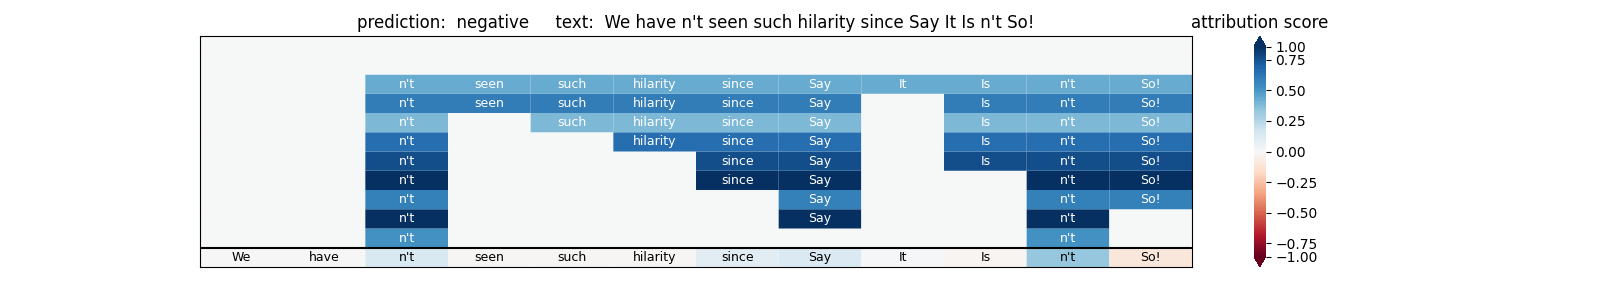 prediction: negative text: We have n't seen such hilarity since Say It Is n't So! attribution score
n't seen such hilarity since Say It Is n't So!
n't seen such hilarity since Say Is n't So!
n't such hilarity since Say Is n't So!
n't hilarity since Say Is n't So!
n't since Say Is n't So!
n't since Say n't So!
n't Say n't So!
n't Say n't
n't n't
We have n't seen such hilarity since Say It Is n't So!
1.00
0.75
0.50
0.25
0.00
−0.25
−0.50
−0.75
−1.00